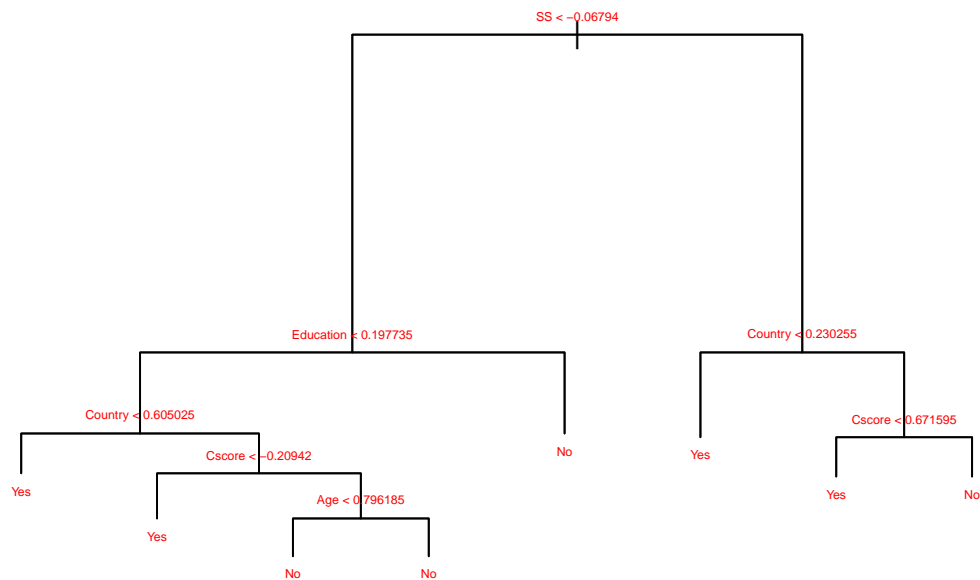 SS < −0.06794
Education < 0.197735
Country < 0.230255
Country < 0.605025
Cscore < 0.671595
Cscore < −0.20942
No
Yes
Age < 0.796185
Yes
Yes
No
Yes
No
No